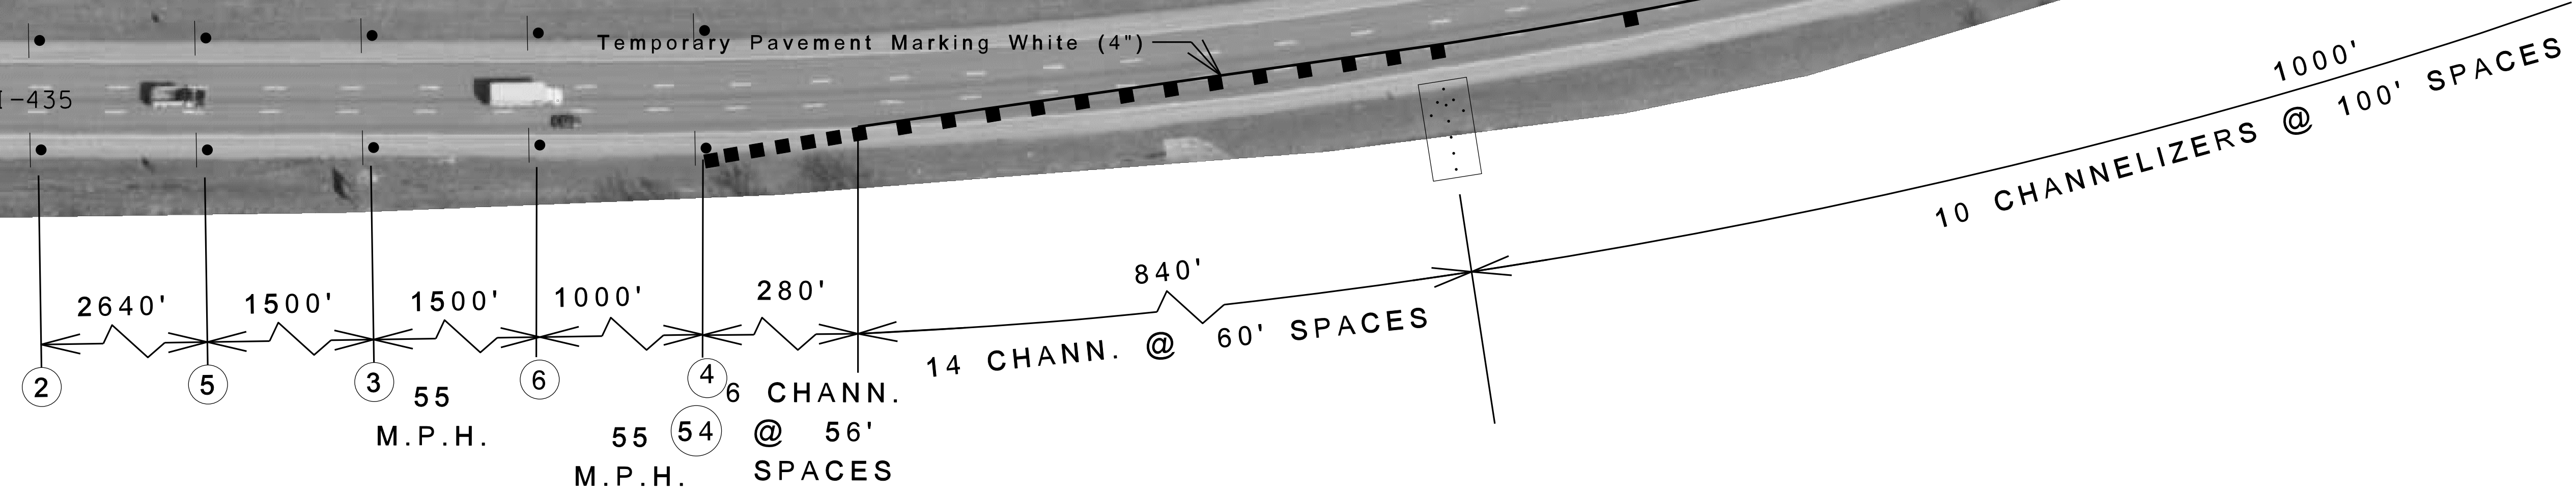 Temporary Pavement Marking White (4")
I-435
1000'
10 CHANNELIZERS @ 100' SPACES
2640'
1500'
1500'
1000'
280'
840'
14 CHANN. @ 60' SPACES
2
5
3
6
4
55
M.P.H.
55
M.P.H.
54
6 CHANN.
@ 56'
SPACES